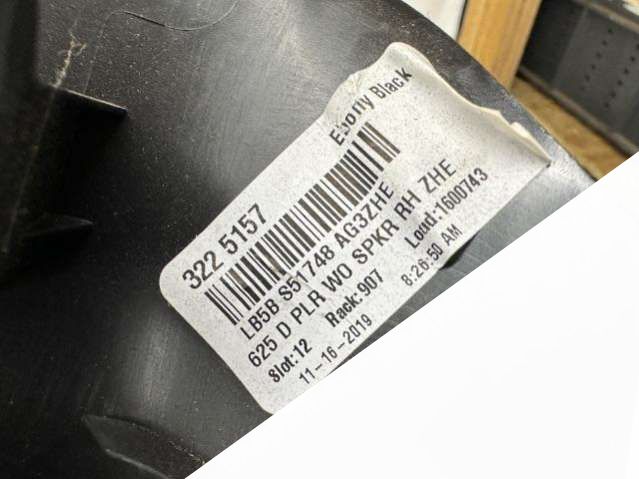 Ebony Black
322 5157
LB5B S51748 AG3ZHE
625 D PLR WO SPKR RH ZHE
Slot:12 Rack:907 Load:1600743
11-16-2019 8:26:50 AM